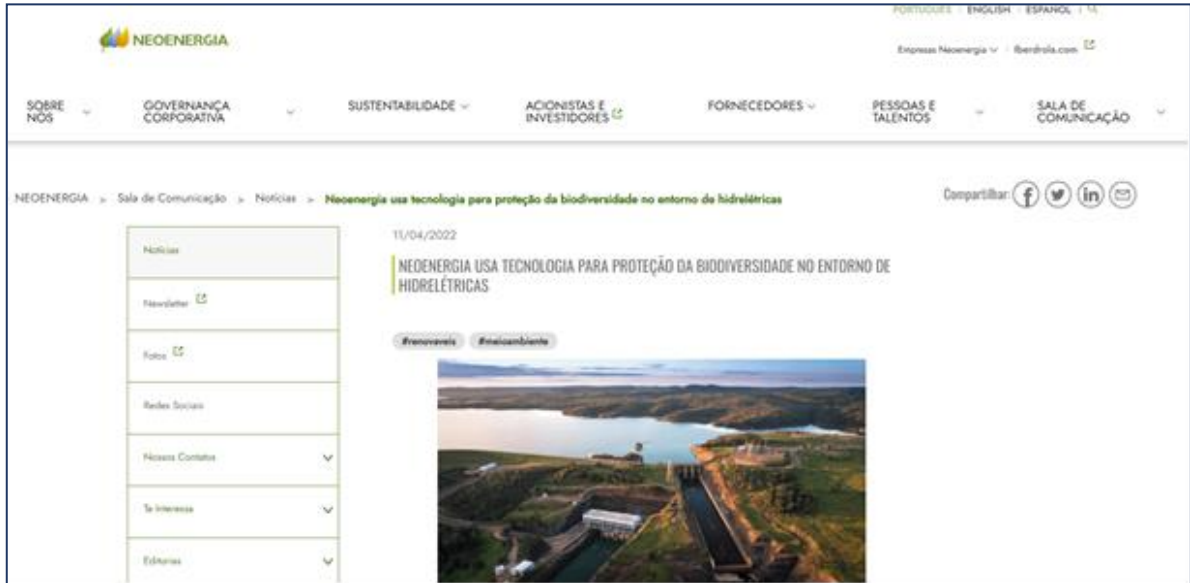 PORTUGUÊS ENGLISH ESPAÑOL
NEOENERGIA
Empresas Neoenergia Iberdrola.com
SOBRE NÓS
GOVERNANÇA CORPORATIVA
SUSTENTABILIDADE
ACIONISTAS E INVESTIDORES
FORNECEDORES
PESSOAS E TALENTOS
SALA DE COMUNICAÇÃO
NEOENERGIA > Sala de Comunicação > Notícias > Neoenergia usa tecnologia para proteção da biodiversidade no entorno de hidrelétricas
Compartilhar:
Notícias
Newsletter
Fotos
Redes Sociais
Nossos Contatos
Te Interessa
Editorias
11/04/2022
NEOENERGIA USA TECNOLOGIA PARA PROTEÇÃO DA BIODIVERSIDADE NO ENTORNO DE
HIDRELÉTRICAS
#renovaveis #meioambiente